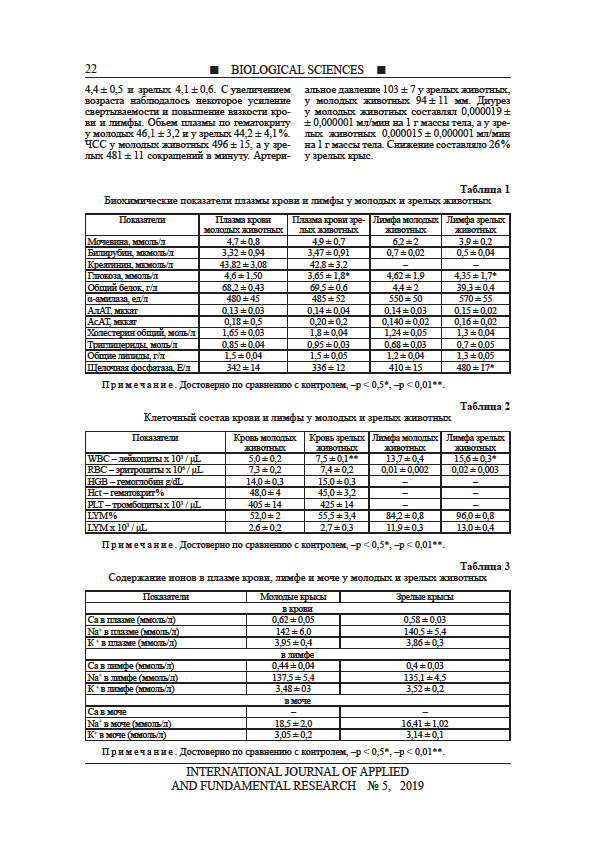 22
■ BIOLOGICAL SCIENCES ■
4,4 ± 0,5 и зрелых 4,1 ± 0,6. С увеличением
возраста наблюдалось некоторое усиление
свертываемости и повышение вязкости кро-
ви и лимфы. Объем плазмы по гематокриту
у молодых 46,1 ± 3,2 и у зрелых 44,2 ± 4,1 %.
ЧСС у молодых животных 496 ± 15, а у зре-
лых 481 ± 11 сокращений в минуту. Артери-
альное давление 103 ± 7 у зрелых животных,
у молодых животных 94 ± 11 мм. Диурез
у молодых животных составлял 0,000019 ±
± 0,000001 мл/мин на 1 г массы тела, а у зре-
лых животных 0,000015 ± 0,000001 мл/мин
на 1 г массы тела. Снижение составляло 26 %
у зрелых крыс.
Таблица 1
Биохимические показатели плазмы крови и лимфы у молодых и зрелых животных
Показатели Плазма крови молодых животных Плазма крови зре-лых животных Лимфа молодых животных Лимфа зрелых животных
Мочевина, ммоль/л 4,7 ± 0,8 4,9 ± 0,7 6,2 ± 2 3,9 ± 0,2
Билирубин, мкмоль/л 3,32 ± 0,94 3,47 ± 0,91 0,7 ± 0,02 0,5 ± 0,04
Креатинин, мкмоль/л 43,82 ± 3,08 42,8 ± 3,2 – –
Глюкоза, ммоль/л 4,6 ± 1,50 3,65 ± 1,8* 4,62 ± 1,9 4,35 ± 1,7*
Общий белок, г/л 68,2 ± 0,43 69,5 ± 0,6 4,4 ± 2 39,3 ± 0,4
α-амилаза, ед/л 480 ± 45 485 ± 52 550 ± 50 570 ± 55
АлАТ, мккат 0,13 ± 0,03 0,14 ± 0,04 0,14 ± 0,03 0,15 ± 0,02
АсАТ, мккат 0,18 ± 0,5 0,20 ± 0,2 0,140 ± 0,02 0,16 ± 0,02
Холестерин общий, моль/л 1,65 ± 0,03 1,8 ± 0,04 1,24 ± 0,05 1,3 ± 0,04
Триглицериды, моль/л 0,85 ± 0,04 0,95 ± 0,03 0,68 ± 0,03 0,7 ± 0,05
Общие липиды, г/л 1,5 ± 0,04 1,5 ± 0,05 1,2 ± 0,04 1,3 ± 0,05
Щелочная фосфатаза, Е/л 342 ± 14 336 ± 12 410 ± 15 480 ± 17*
Примечание. Достоверно по сравнению с контролем, –p < 0,5*, –p < 0,01**.
Таблица 2
Клеточный состав крови и лимфы у молодых и зрелых животных
Показатели Кровь молодых животных Кровь зрелых животных Лимфа молодых животных Лимфа зрелых животных
WBC – лейкоциты x 10³ / µL 5,0 ± 0,2 7,5 ± 0,1** 13,7 ± 0,4 15,6 ± 0,3*
RBC – эритроциты x 10⁶ / µL 7,3 ± 0,2 7,4 ± 0,2 0,01 ± 0,002 0,02 ± 0,003
HGB – гемоглобин g/dL 14,0 ± 0,3 15,0 ± 0,3 – –
Hct – гематокрит % 48,0 ± 4 45,0 ± 3,2 – –
PLT – тромбоциты x 10³ / µL 405 ± 14 425 ± 14 – –
LYM% 52,0 ± 2 55,5 ± 3,4 84,2 ± 0,8 96,0 ± 0,8
LYM x 10³ / µL 2,6 ± 0,2 2,7 ± 0,3 11,9 ± 0,3 13,0 ± 0,4
Примечание. Достоверно по сравнению с контролем, –p < 0,5*, –p < 0,01**.
Таблица 3
Содержание ионов в плазме крови, лимфе и моче у молодых и зрелых животных
Показатели Молодые крысы Зрелые крысы
в крови
Ca в плазме (ммоль/л) 0,62 ± 0,05 0,58 ± 0,03
Na⁺ в плазме (ммоль/л) 142 ± 6,0 140,5 ± 5,4
K⁺ в плазме (ммоль/л) 3,95 ± 0,4 3,86 ± 0,3
в лимфе
Ca в лимфе (ммоль/л) 0,44 ± 0,04 0,4 ± 0,03
Na⁺ в лимфе (ммоль/л) 137,5 ± 5,4 135,1 ± 4,5
K⁺ в лимфе (ммоль/л) 3,48 ± 03 3,52 ± 0,2
в моче
Ca в моче – –
Na⁺ в моче (ммоль/л) 18,5 ± 2,0 16,41 ± 1,02
K⁺ в моче (ммоль/л) 3,05 ± 0,2 3,14 ± 0,1
Примечание. Достоверно по сравнению с контролем, –p < 0,5*, –p < 0,01**.
INTERNATIONAL JOURNAL OF APPLIED
AND FUNDAMENTAL RESEARCH № 5, 2019